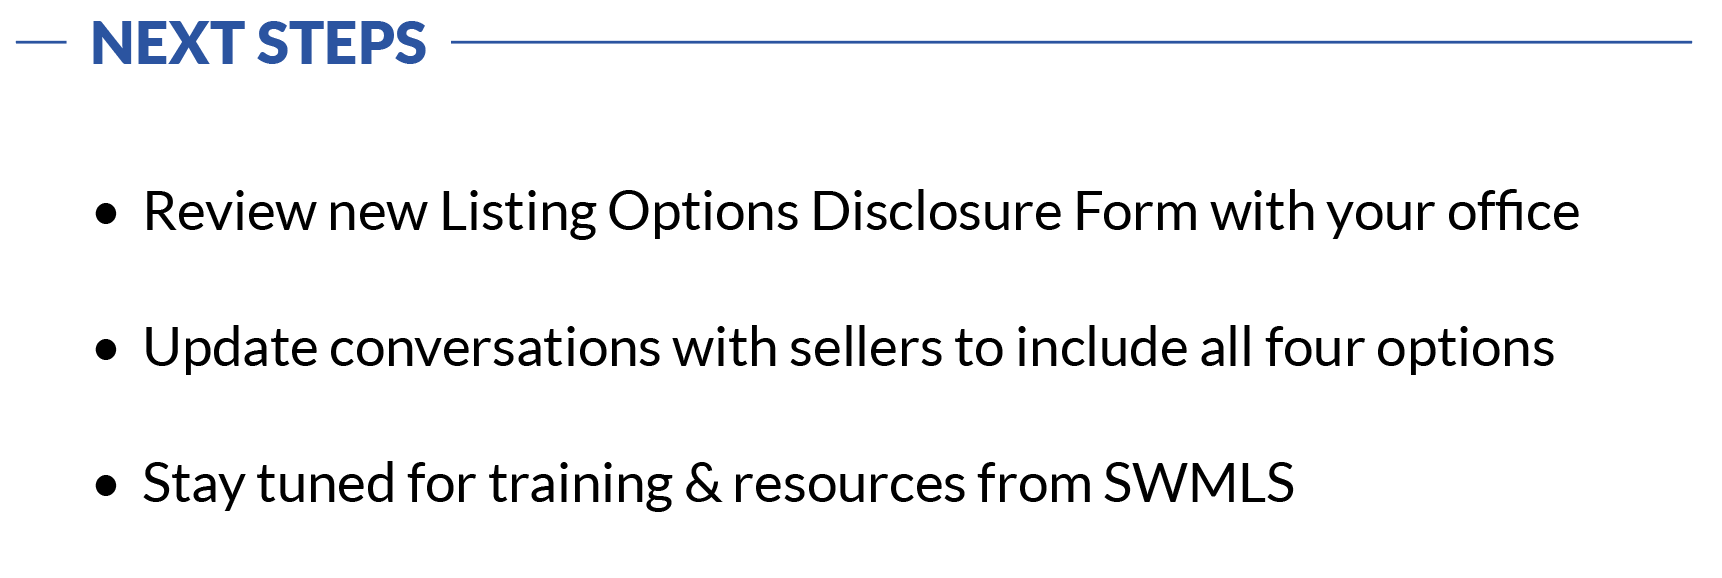 NEXT STEPS
• Review new Listing Options Disclosure Form with your office
• Update conversations with sellers to include all four options
• Stay tuned for training & resources from SWMLS